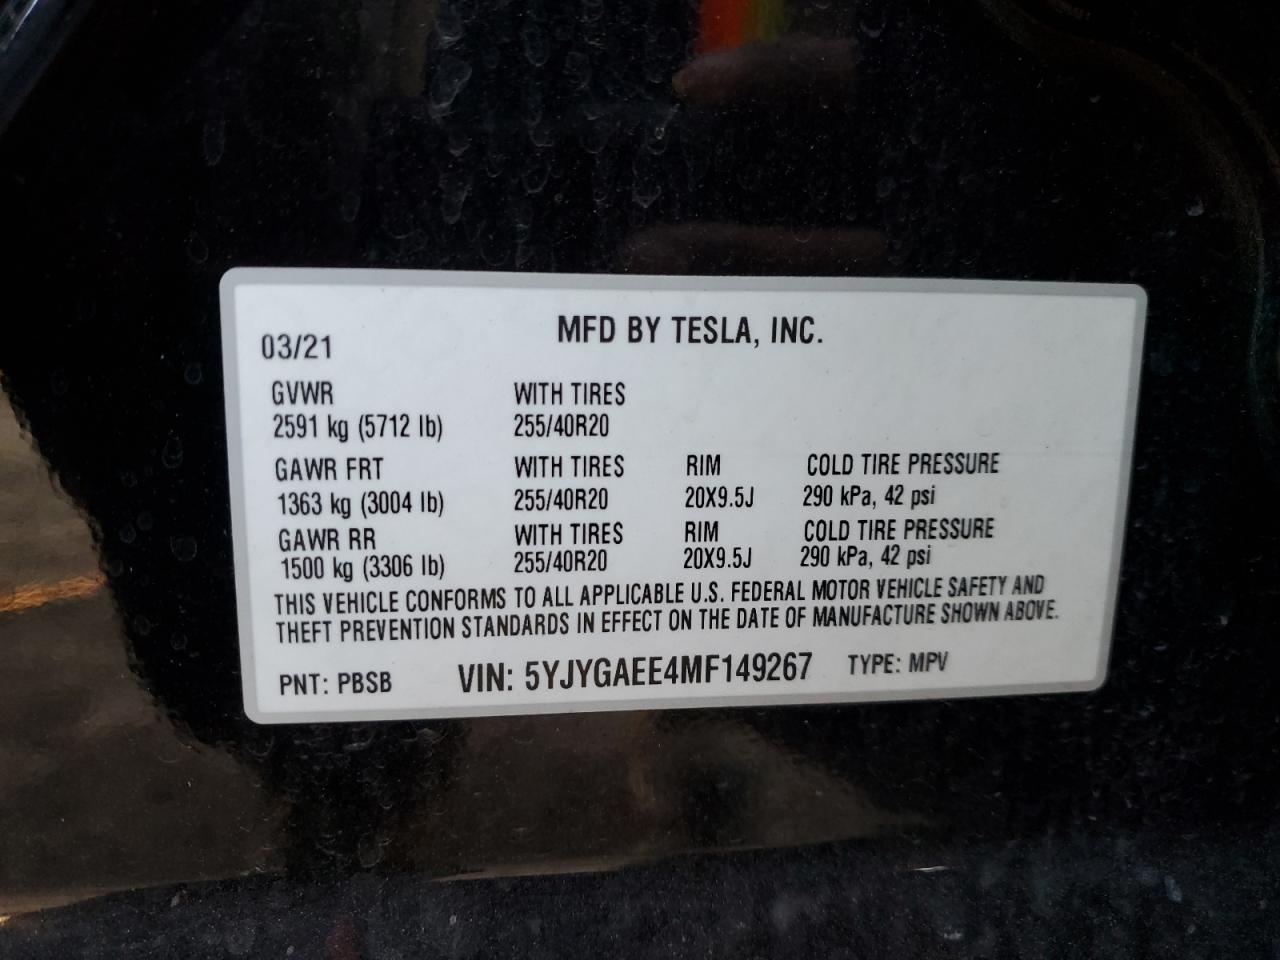 MFD BY TESLA, INC.
03/21
GVWR WITH TIRES
2591 kg (5712 lb) 255/40R20
GAWR FRT WITH TIRES RIM COLD TIRE PRESSURE
1363 kg (3004 lb) 255/40R20 20X9.5J 290 kPa, 42 psi
GAWR RR WITH TIRES RIM COLD TIRE PRESSURE
1500 kg (3306 lb) 255/40R20 20X9.5J 290 kPa, 42 psi
THIS VEHICLE CONFORMS TO ALL APPLICABLE U.S. FEDERAL MOTOR VEHICLE SAFETY AND
THEFT PREVENTION STANDARDS IN EFFECT ON THE DATE OF MANUFACTURE SHOWN ABOVE.
PNT: PBSB VIN: 5YJYGAEE4MF149267 TYPE: MPV